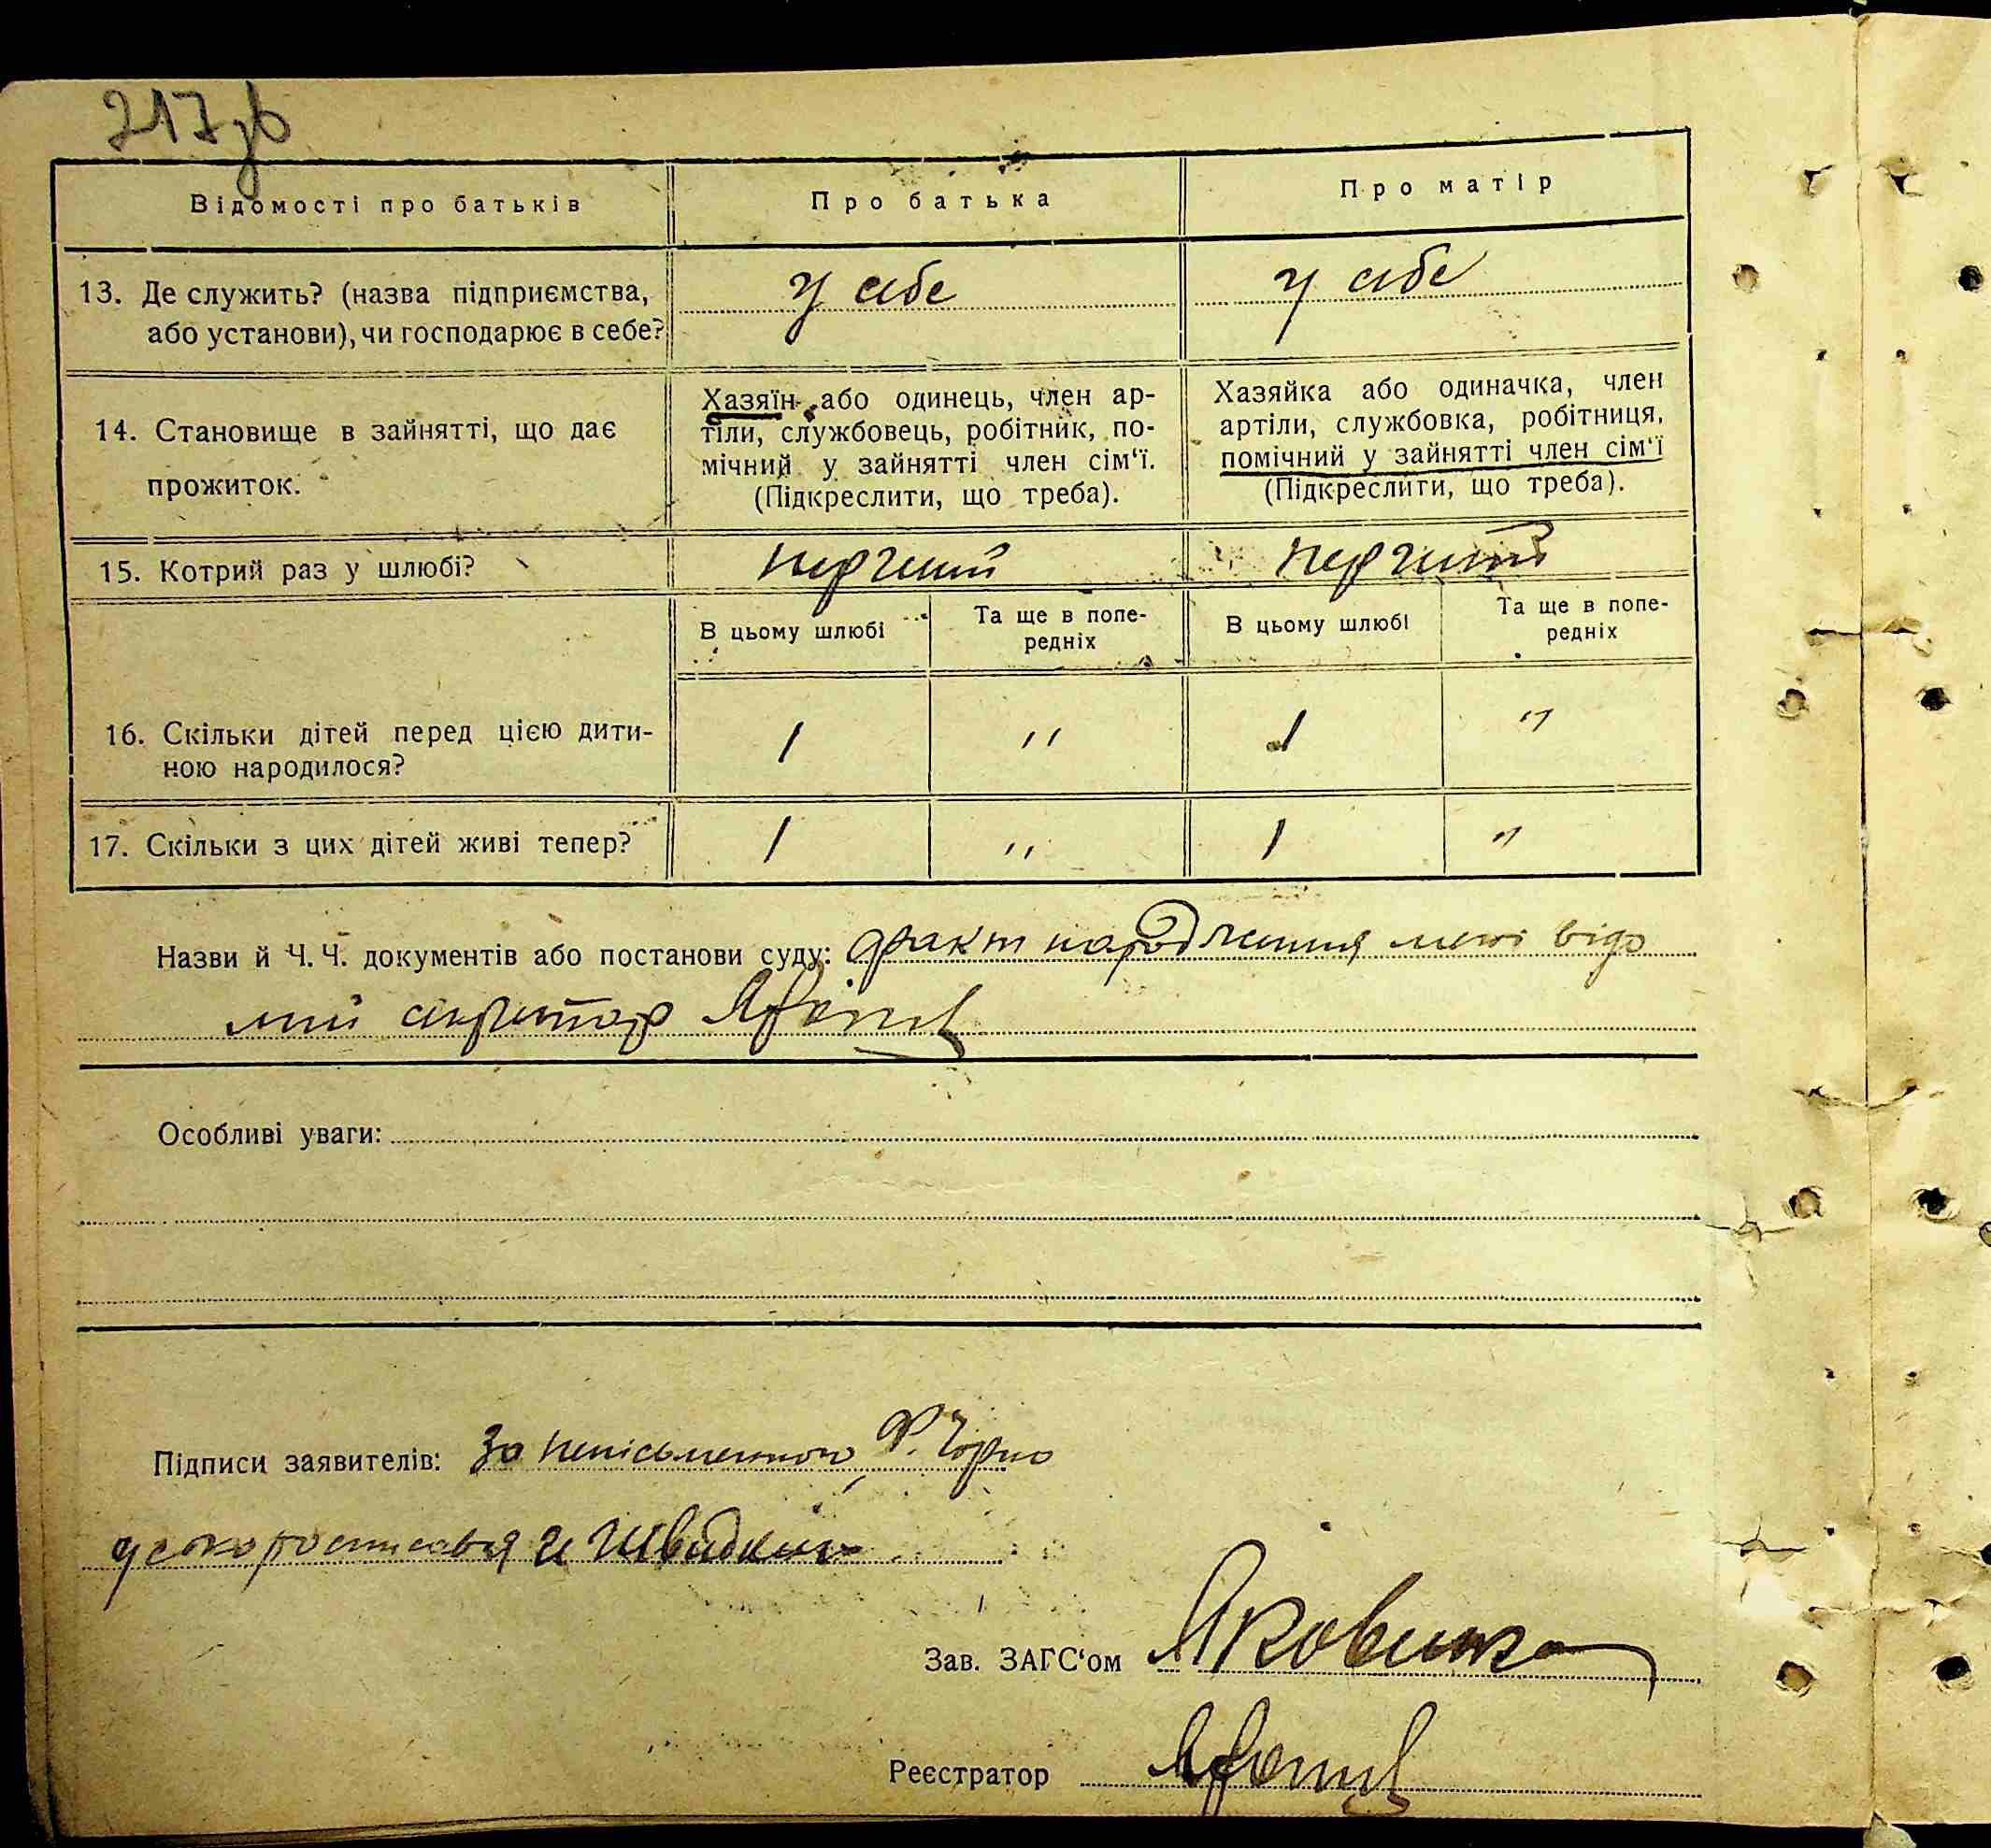 217зв
Відомості про батьків
Про батька
Про матір
13. Де служить? (назва підприємства,
або установи), чи господарює в себе?
у себе
у себе
14. Становище в зайнятті, що дає
прожиток.
Хазяїн або одинець, член ар-
тіли, службовець, робітник, по-
мічний у зайнятті член сім‘ї.
(Підкреслити, що треба).
Хазяйка або одиначка, член
артіли, службовка, робітниця,
помічний у зайнятті член сім‘ї
(Підкреслити, що треба).
15. Котрий раз у шлюбі?
перший
перший
В цьому шлюбі
Та ще в попе-
редніх
В цьому шлюбі
Та ще в попе-
редніх
16. Скільки дітей перед цією дити-
ною народилося?
1
"
1
"
17. Скільки з цих дітей живі тепер?
1
"
1
"
Назви й Ч. Ч. документів або постанови суду: факт народження мені відо
мий секретар
Особливі уваги:
Підписи заявителів: За неписьменного Ф. Чорно
уса росписався
Зав. ЗАГС‘ом
Реєстратор